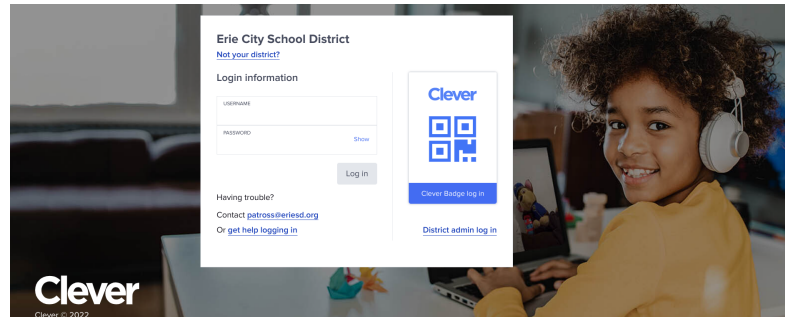 Erie City School District
Not your district?
Login information
USERNAME
PASSWORD
Show
Log in
Having trouble?
Contact patross@eriesd.org
Or get help logging in
Clever
Clever Badge log in
District admin log in
Clever
Clever © 2022